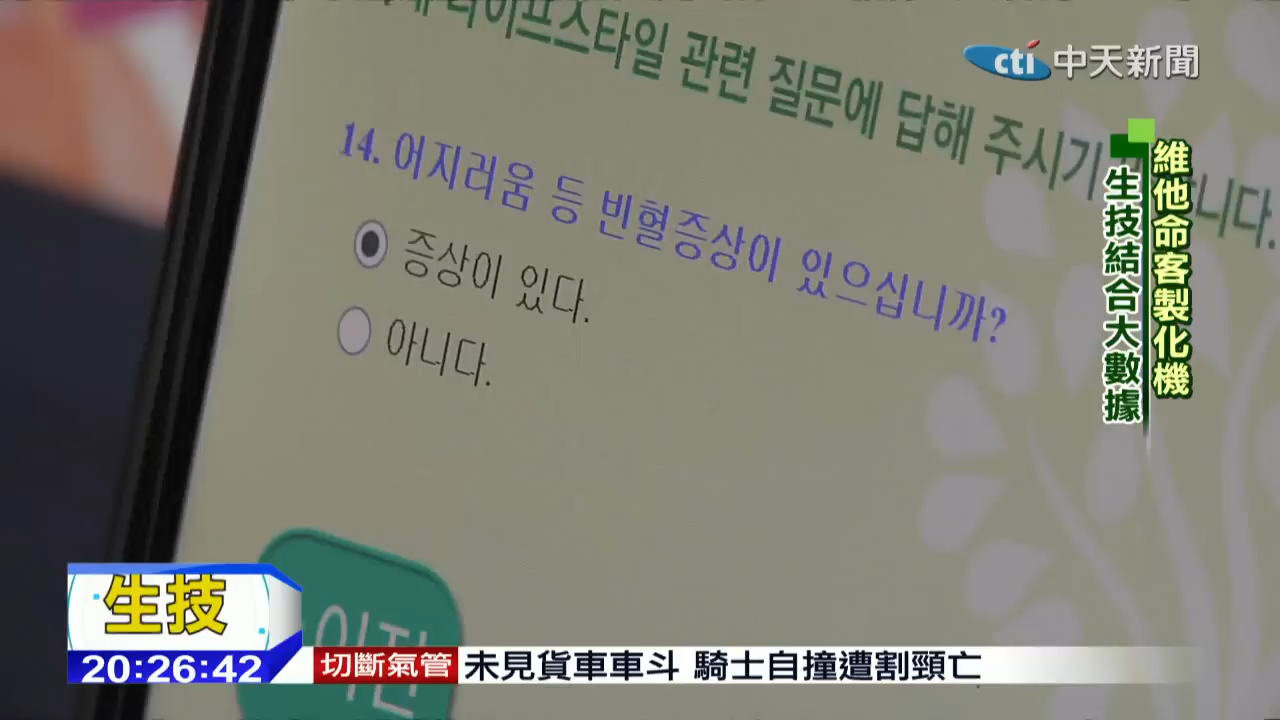 라이프스타일 관련 질문에 답해 주시기
니다.
14. 어지러움 등 빈혈증상이 있으십니까?
증상이 있다.
아니다.
이전
cti 中天新聞
維他命客製化機
生技結合大數據
生技
20:26:42
切斷氣管 未見貨車車斗 騎士自撞遭割頸亡